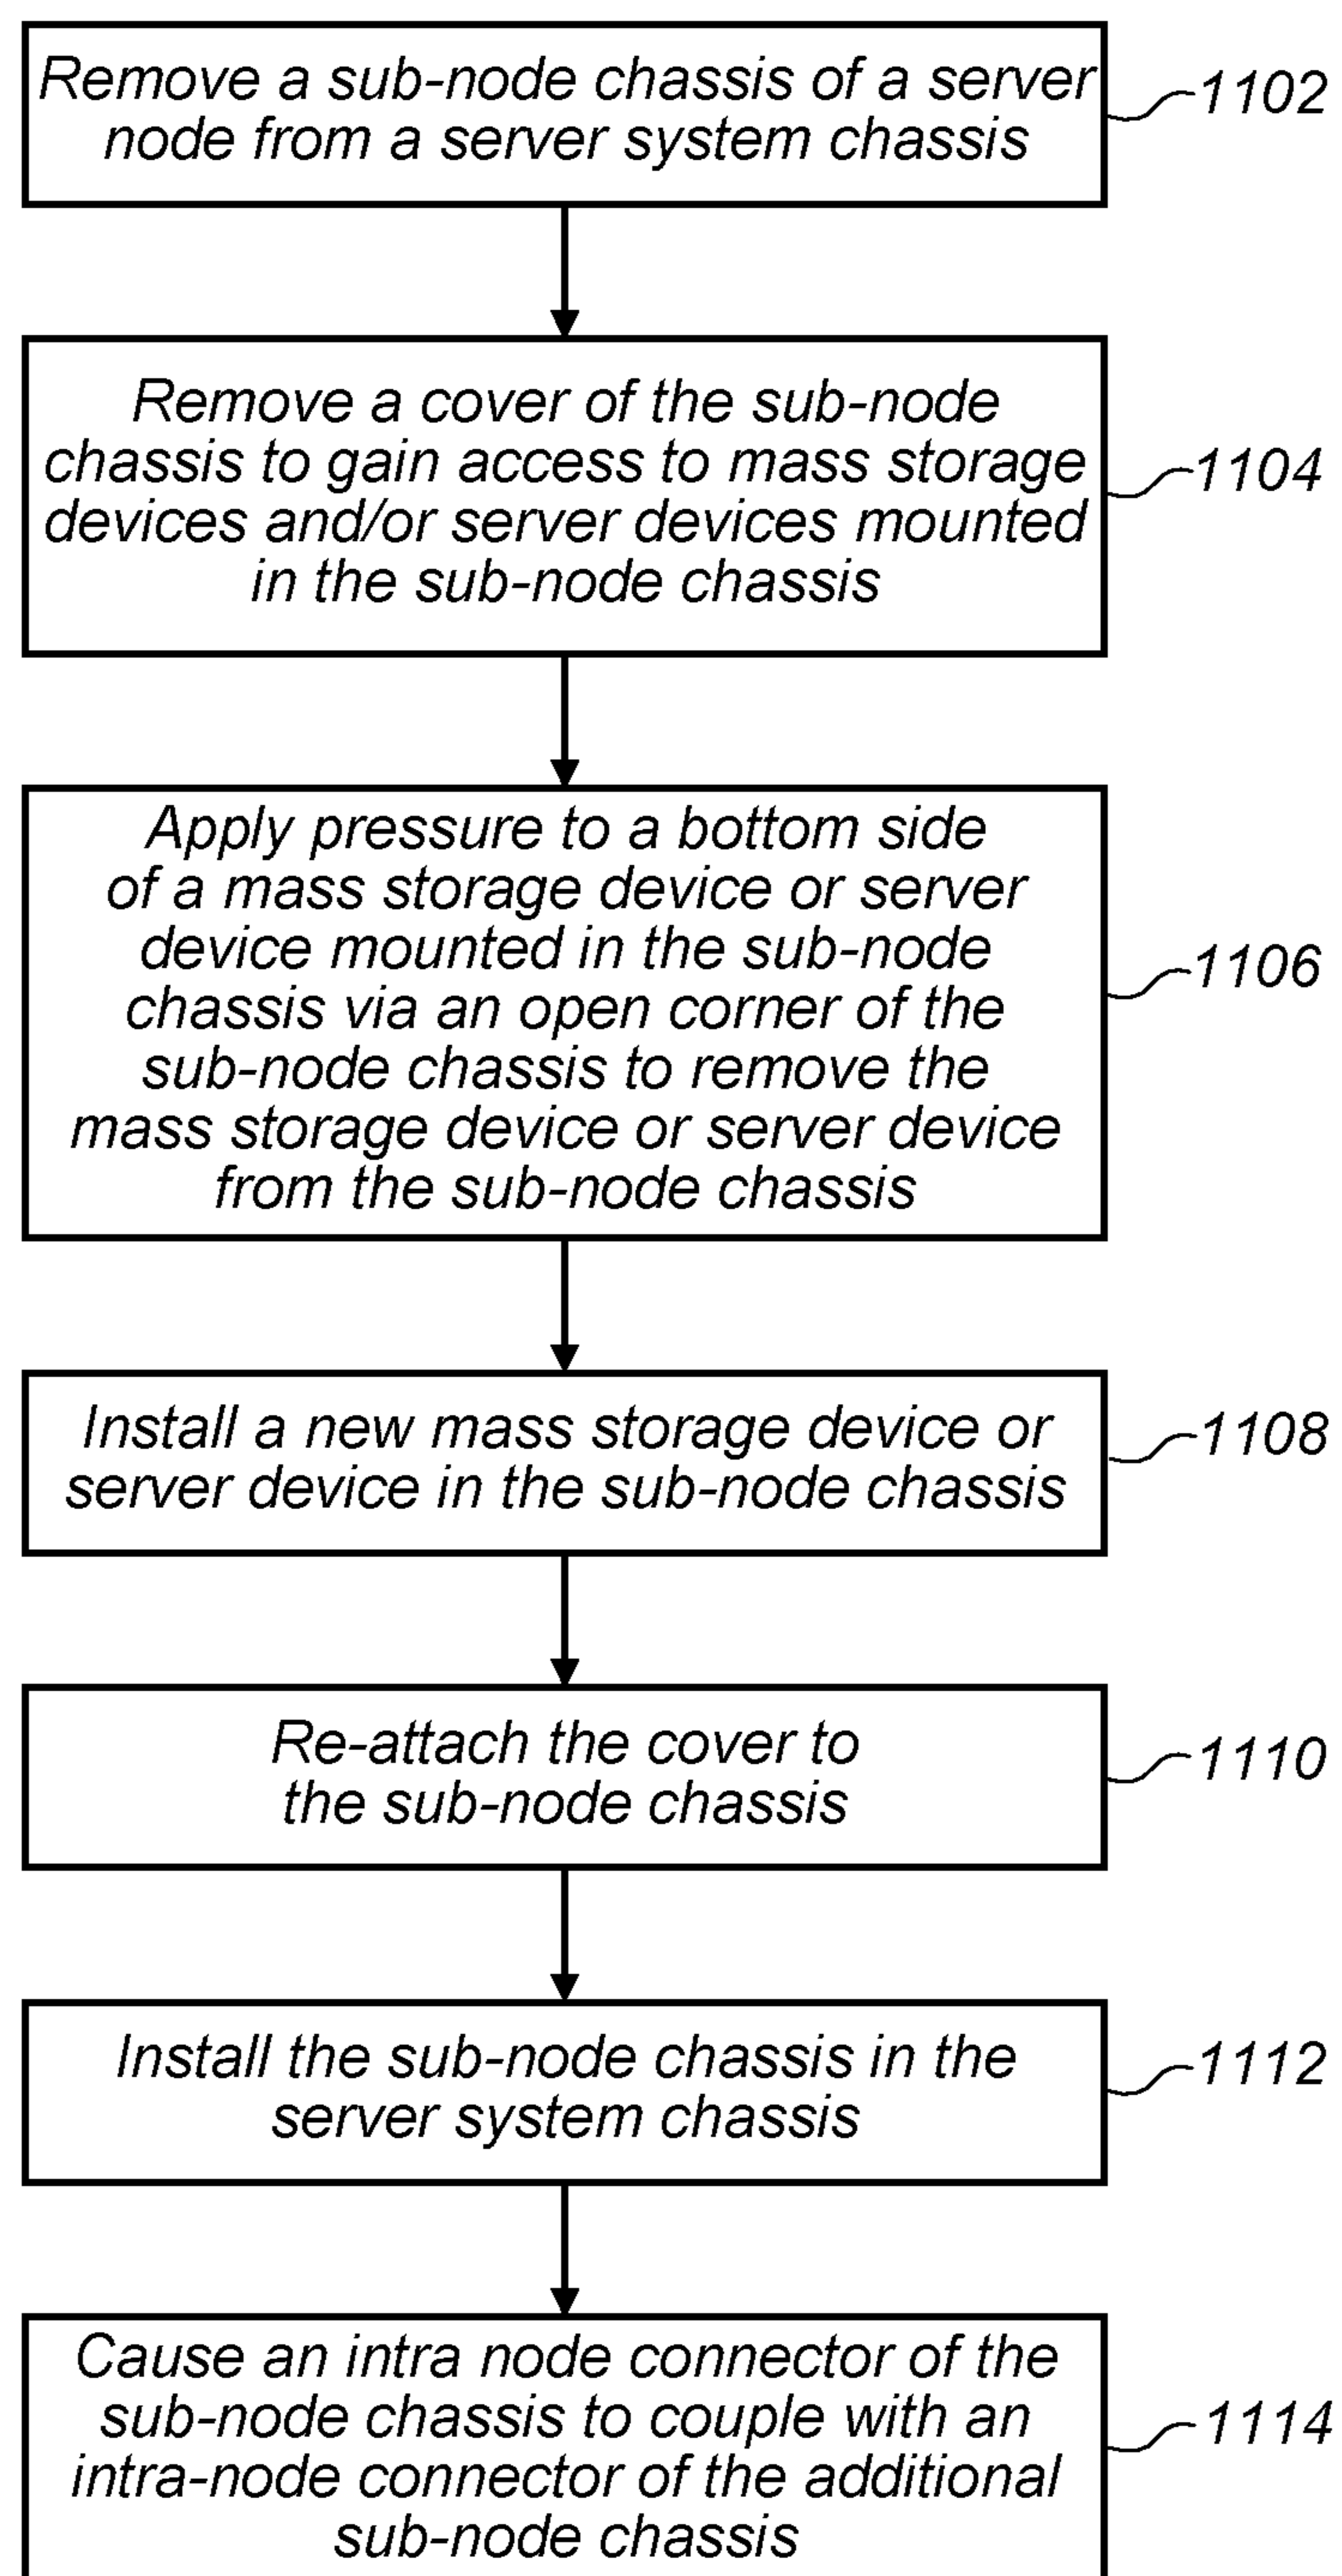 Remove a sub-node chassis of a server
node from a server system chassis
1102
Remove a cover of the sub-node
chassis to gain access to mass storage
devices and/or server devices mounted
in the sub-node chassis
1104
Apply pressure to a bottom side
of a mass storage device or server
device mounted in the sub-node
chassis via an open corner of the
sub-node chassis to remove the
mass storage device or server device
from the sub-node chassis
1106
Install a new mass storage device or
server device in the sub-node chassis
1108
Re-attach the cover to
the sub-node chassis
1110
Install the sub-node chassis in the
server system chassis
1112
Cause an intra node connector of the
sub-node chassis to couple with an
intra-node connector of the additional
sub-node chassis
1114